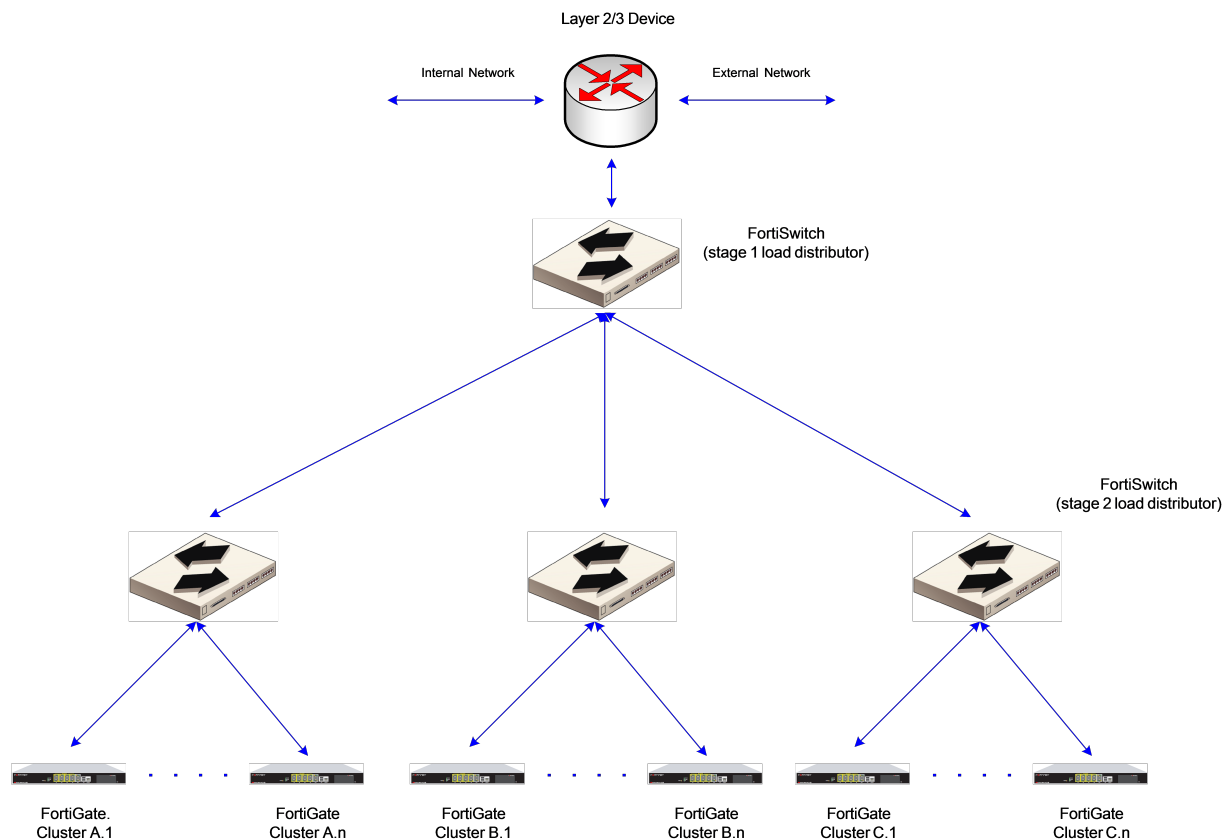 Layer 2/3 Device
Internal Network
External Network
FortiSwitch
(stage 1 load distributor)
FortiSwitch
(stage 2 load distributor)
FortiGate.
Cluster A.1
FortiGate
Cluster A.n
FortiGate
Cluster B.1
FortiGate
Cluster B.n
FortiGate
Cluster C.1
FortiGate
Cluster C.n